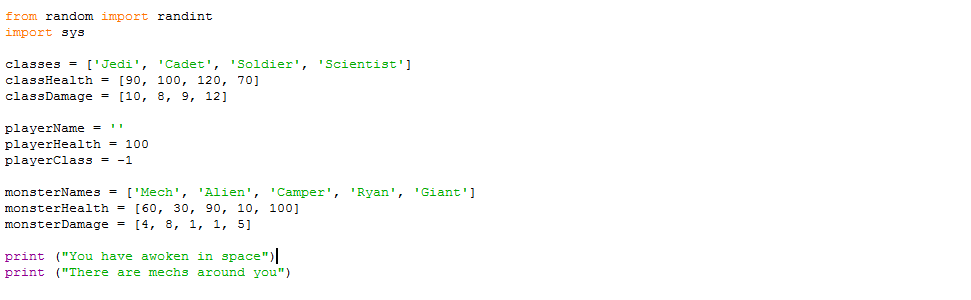 from random import randint
import sys
classes = ['Jedi', 'Cadet', 'Soldier', 'Scientist']
classHealth = [90, 100, 120, 70]
classDamage = [10, 8, 9, 12]
playerName = ''
playerHealth = 100
playerClass = -1
monsterNames = ['Mech', 'Alien', 'Camper', 'Ryan', 'Giant']
monsterHealth = [60, 30, 90, 10, 100]
monsterDamage = [4, 8, 1, 1, 5]
print ("You have awoken in space")
print ("There are mechs around you")